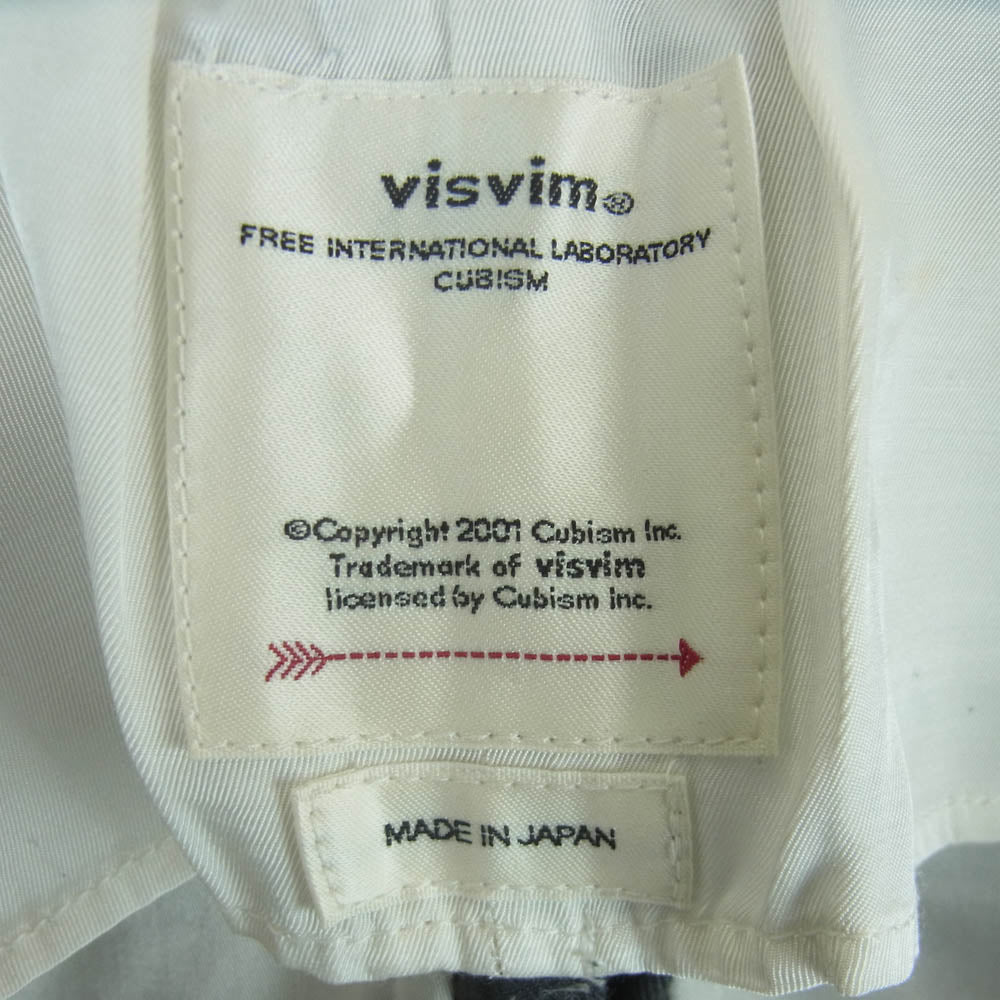 visvim®
FREE INTERNATIONAL LABORATORY
CUBISM
©Copyright 2001 Cubism Inc.
Trademark of visvim
licensed by Cubism Inc.
MADE IN JAPAN